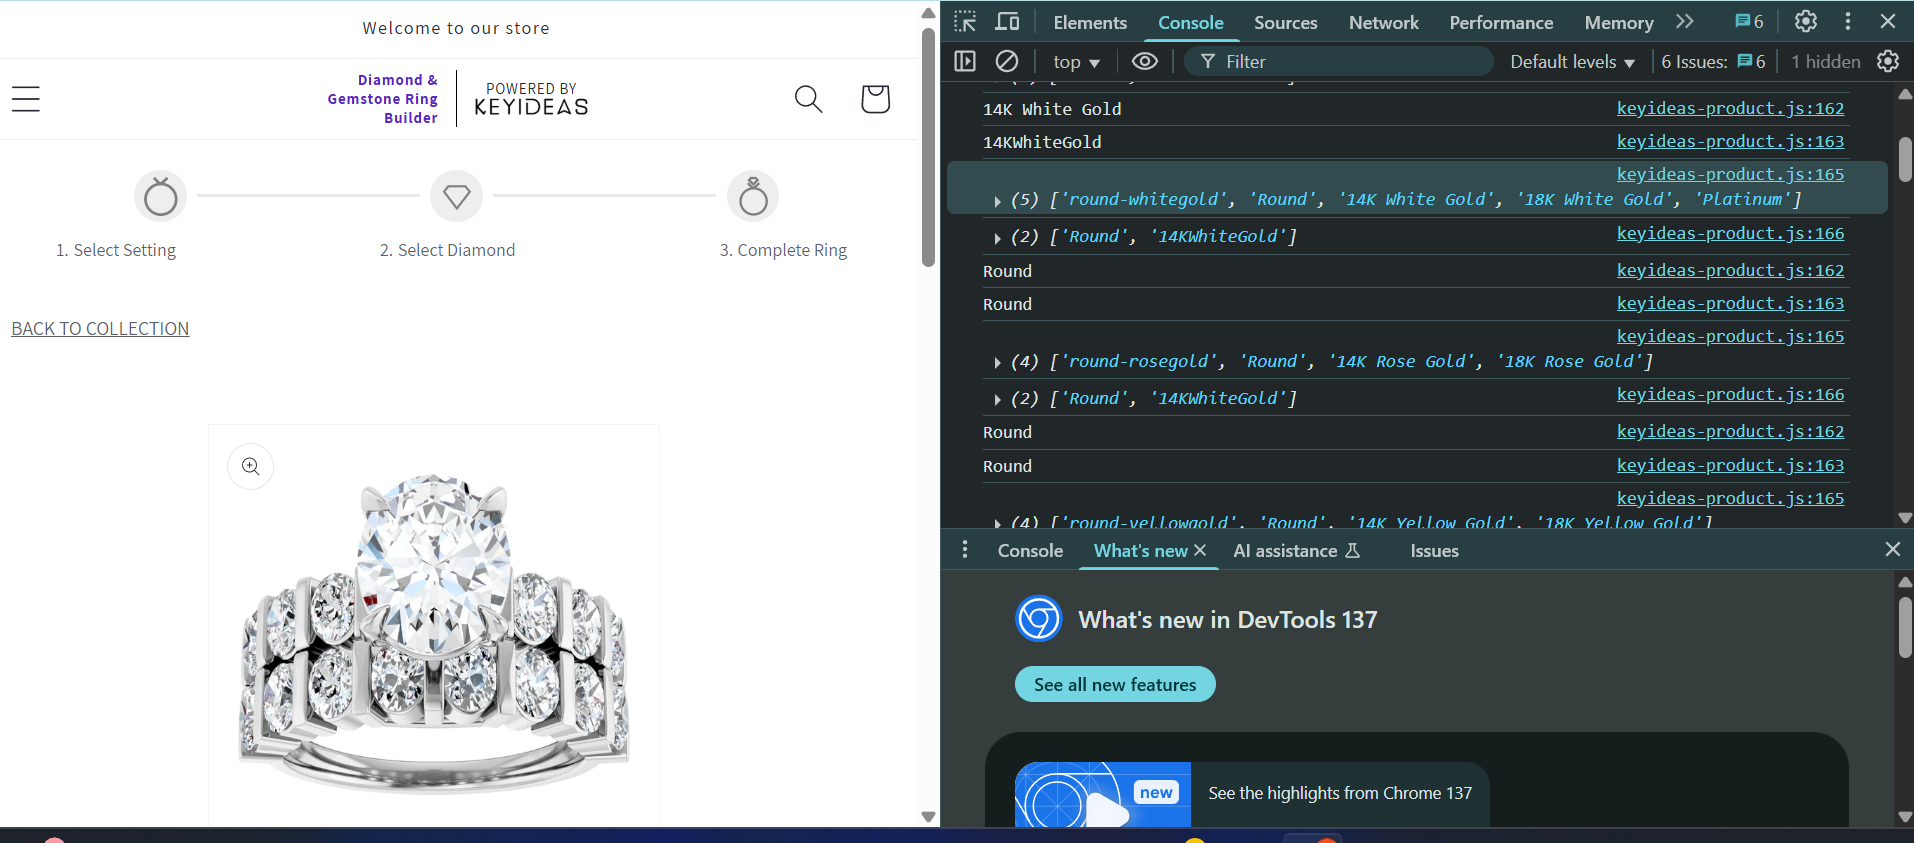 Welcome to our store
Diamond &
Gemstone Ring
Builder
POWERED BY
KEYIDEAS
1. Select Setting
2. Select Diamond
3. Complete Ring
BACK TO COLLECTION
Elements Console Sources Network Performance Memory 6
top Filter Default levels 6 Issues: 6 1 hidden
14K White Gold keyideas-product.js:162
14KWhiteGold keyideas-product.js:163
keyideas-product.js:165
(5) ['round-whitegold', 'Round', '14K White Gold', '18K White Gold', 'Platinum']
(2) ['Round', '14KWhiteGold'] keyideas-product.js:166
Round keyideas-product.js:162
Round keyideas-product.js:163
keyideas-product.js:165
(4) ['round-rosegold', 'Round', '14K Rose Gold', '18K Rose Gold']
(2) ['Round', '14KWhiteGold'] keyideas-product.js:166
Round keyideas-product.js:162
Round keyideas-product.js:163
keyideas-product.js:165
(4) ['round-yellowgold', 'Round', '14K Yellow Gold', '18K Yellow Gold']
Console What's new AI assistance Issues
What's new in DevTools 137
See all new features
new
See the highlights from Chrome 137